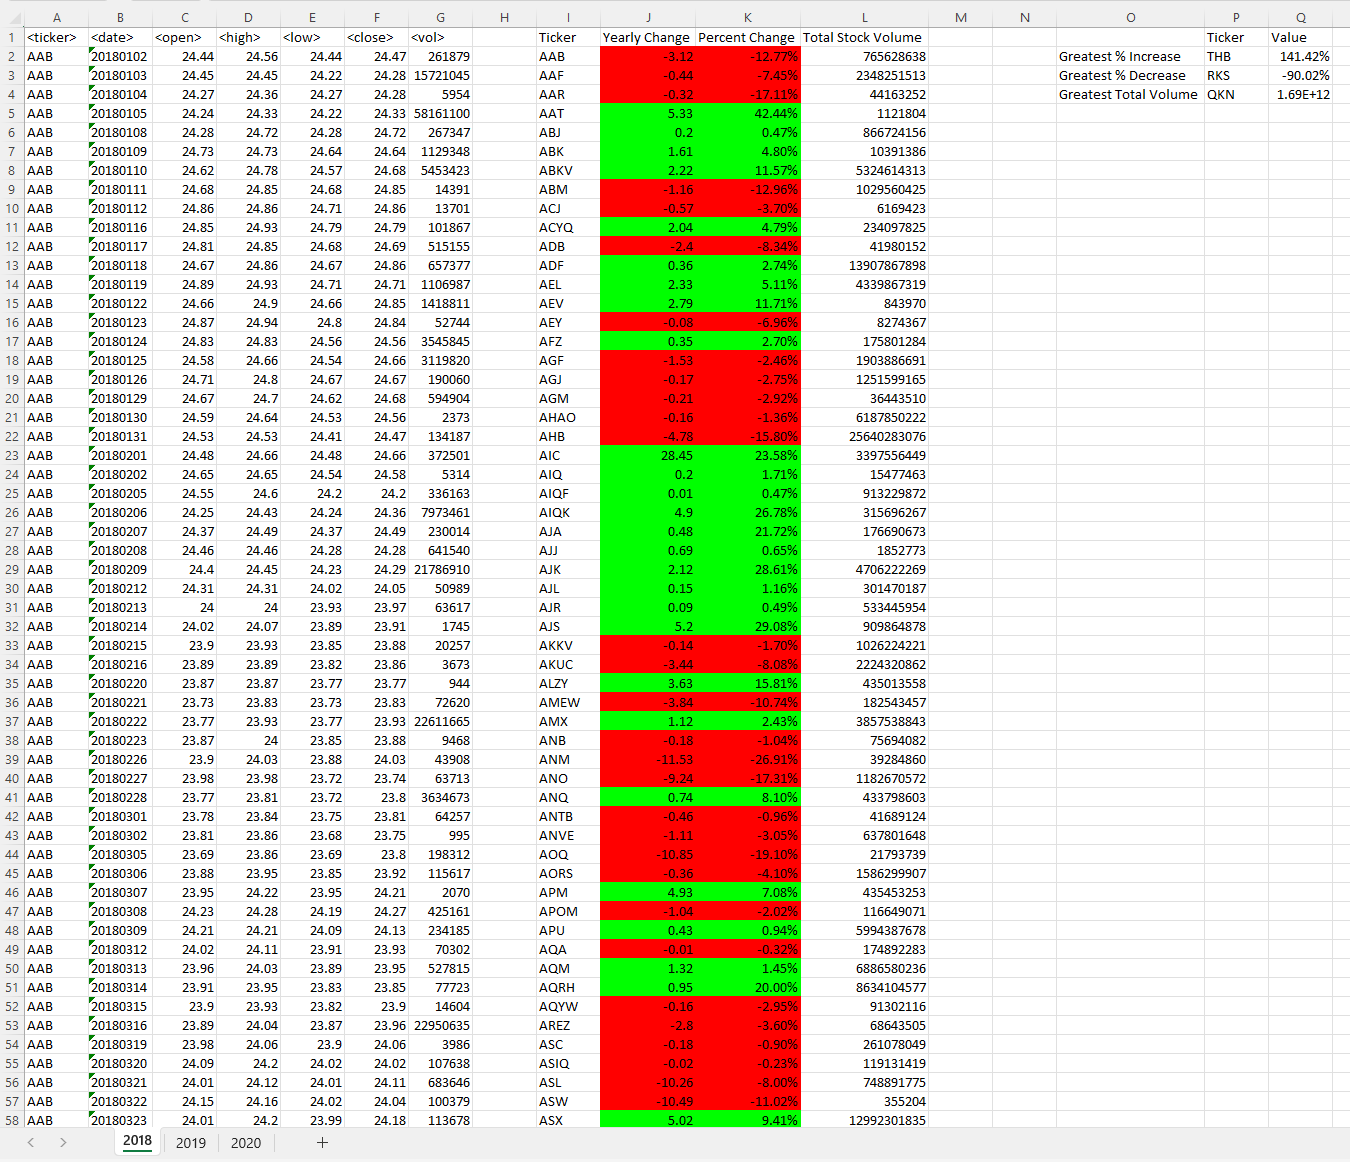 A B C D E F G H I J K L M N O P Q
1 <ticker> <date> <open> <high> <low> <close> <vol> Ticker Yearly Change Percent Change Total Stock Volume Ticker Value
2 AAB 20180102 24.44 24.56 24.44 24.47 261879 AAB -3.12 -12.77% 765628638 Greatest % Increase THB 141.42%
3 AAB 20180103 24.45 24.45 24.22 24.28 15721045 AAF -0.44 -7.45% 2348251513 Greatest % Decrease RKS -90.02%
4 AAB 20180104 24.27 24.36 24.27 24.28 5954 AAR -0.32 -17.11% 44163252 Greatest Total Volume QKN 1.69E+12
5 AAB 20180105 24.24 24.33 24.22 24.33 58161100 AAT 5.33 42.44% 1121804
6 AAB 20180108 24.28 24.72 24.28 24.72 267347 ABJ 0.2 0.47% 866724156
7 AAB 20180109 24.73 24.73 24.64 24.64 1129348 ABK 1.61 4.80% 10391386
8 AAB 20180110 24.62 24.78 24.57 24.68 5453423 ABKV 2.22 11.57% 5324614313
9 AAB 20180111 24.68 24.85 24.68 24.85 14391 ABM -1.16 -12.96% 1029560425
10 AAB 20180112 24.86 24.86 24.71 24.86 13701 ACJ -0.57 -3.70% 6169423
11 AAB 20180116 24.85 24.93 24.79 24.79 101867 ACYQ 2.04 4.79% 234097825
12 AAB 20180117 24.81 24.85 24.68 24.69 515155 ADB -2.4 -8.34% 41980152
13 AAB 20180118 24.67 24.86 24.67 24.86 657377 ADF 0.36 2.74% 13907867898
14 AAB 20180119 24.89 24.93 24.71 24.71 1106987 AEL 2.33 5.11% 4339867319
15 AAB 20180122 24.66 24.9 24.66 24.85 1418811 AEV 2.79 11.71% 843970
16 AAB 20180123 24.87 24.94 24.8 24.84 52744 AEY -0.08 -6.96% 8274367
17 AAB 20180124 24.83 24.83 24.56 24.56 3545845 AFZ 0.35 2.70% 175801284
18 AAB 20180125 24.58 24.66 24.54 24.66 3119820 AGF -1.53 -2.46% 1903886691
19 AAB 20180126 24.71 24.8 24.67 24.67 190060 AGJ -0.17 -2.75% 1251599165
20 AAB 20180129 24.67 24.7 24.62 24.68 594904 AGM -0.21 -2.92% 36443510
21 AAB 20180130 24.59 24.64 24.53 24.56 2373 AHAO -0.16 -1.36% 6187850222
22 AAB 20180131 24.53 24.53 24.41 24.47 134187 AHB -4.78 -15.80% 25640283076
23 AAB 20180201 24.48 24.66 24.48 24.66 372501 AIC 28.45 23.58% 3397556449
24 AAB 20180202 24.65 24.65 24.54 24.58 5314 AIQ 0.2 1.71% 15477463
25 AAB 20180205 24.55 24.6 24.2 24.2 336163 AIQF 0.01 0.47% 913229872
26 AAB 20180206 24.25 24.43 24.24 24.36 7973461 AIQK 4.9 26.78% 315696267
27 AAB 20180207 24.37 24.49 24.37 24.49 230014 AJA 0.48 21.72% 176690673
28 AAB 20180208 24.46 24.46 24.28 24.28 641540 AJJ 0.69 0.65% 1852773
29 AAB 20180209 24.4 24.45 24.23 24.29 21786910 AJK 2.12 28.61% 4706222269
30 AAB 20180212 24.31 24.31 24.02 24.05 50989 AJL 0.15 1.16% 301470187
31 AAB 20180213 24 24 23.93 23.97 63617 AJR 0.09 0.49% 533445954
32 AAB 20180214 24.02 24.07 23.89 23.91 1745 AJS 5.2 29.08% 909864878
33 AAB 20180215 23.9 23.93 23.85 23.88 20257 AKKV -0.14 -1.70% 1026224221
34 AAB 20180216 23.89 23.89 23.82 23.86 3673 AKUC -3.44 -8.08% 2224320862
35 AAB 20180220 23.87 23.87 23.77 23.77 944 ALZY 3.63 15.81% 435013558
36 AAB 20180221 23.73 23.83 23.73 23.83 72620 AMEW -3.84 -10.74% 182543457
37 AAB 20180222 23.77 23.93 23.77 23.93 22611665 AMX 1.12 2.43% 3857538843
38 AAB 20180223 23.87 24 23.85 23.88 9468 ANB -0.18 -1.04% 75694082
39 AAB 20180226 23.9 24.03 23.88 24.03 43908 ANM -11.53 -26.91% 39284860
40 AAB 20180227 23.98 23.98 23.72 23.74 63713 ANO -9.24 -17.31% 1182670572
41 AAB 20180228 23.77 23.81 23.72 23.8 3634673 ANQ 0.74 8.10% 433798603
42 AAB 20180301 23.78 23.84 23.75 23.81 64257 ANTB -0.46 -0.96% 41689124
43 AAB 20180302 23.81 23.86 23.68 23.75 995 ANVE -1.11 -3.05% 637801648
44 AAB 20180305 23.69 23.86 23.69 23.8 198312 AOQ -10.85 -19.10% 21793739
45 AAB 20180306 23.88 23.95 23.85 23.92 115617 AORS -0.36 -4.10% 1586299907
46 AAB 20180307 23.95 24.22 23.95 24.21 2070 APM 4.93 7.08% 435453253
47 AAB 20180308 24.23 24.28 24.19 24.27 425161 APOM -1.04 -2.02% 116649071
48 AAB 20180309 24.21 24.21 24.09 24.13 234185 APU 0.43 0.94% 5994387678
49 AAB 20180312 24.02 24.11 23.91 23.93 70302 AQA -0.01 -0.32% 174892283
50 AAB 20180313 23.96 24.03 23.89 23.95 527815 AQM 1.32 1.45% 6886580236
51 AAB 20180314 23.91 23.95 23.83 23.85 77723 AQRH 0.95 20.00% 8634104577
52 AAB 20180315 23.9 23.93 23.82 23.9 14604 AQYW -0.16 -2.95% 91302116
53 AAB 20180316 23.89 24.04 23.87 23.96 22950635 AREZ -2.8 -3.60% 68643505
54 AAB 20180319 23.98 24.06 23.9 24.06 3986 ASC -0.18 -0.90% 261078049
55 AAB 20180320 24.09 24.2 24.02 24.02 107638 ASIQ -0.02 -0.23% 119131419
56 AAB 20180321 24.01 24.12 24.01 24.11 683646 ASL -10.26 -8.00% 748891775
57 AAB 20180322 24.15 24.16 24.02 24.04 100379 ASW -10.49 -11.02% 355204
58 AAB 20180323 24.01 24.2 23.99 24.18 113678 ASX 5.02 9.41% 12992301835
2018 2019 2020